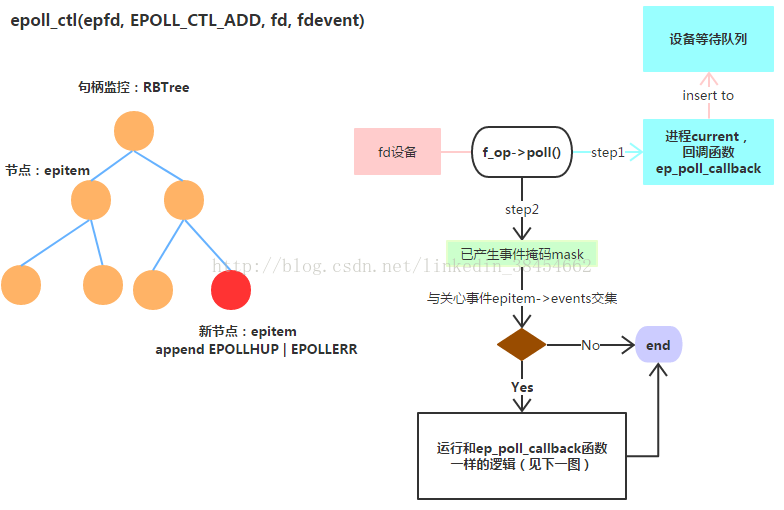 epoll_ctl(epfd, EPOLL_CTL_ADD, fd, fdevent)
句柄监控：RBTree
节点：epitem
新节点：epitem
append EPOLLHUP | EPOLLERR
fd设备
f_op->poll()
step1
进程current，
回调函数
ep_poll_callback
insert to
设备等待队列
step2
已产生事件掩码mask
http://blog.csdn.net/linkedin_38454662
与关心事件epitem->events交集
No
end
Yes
运行和ep_poll_callback函数
一样的逻辑（见下一图）